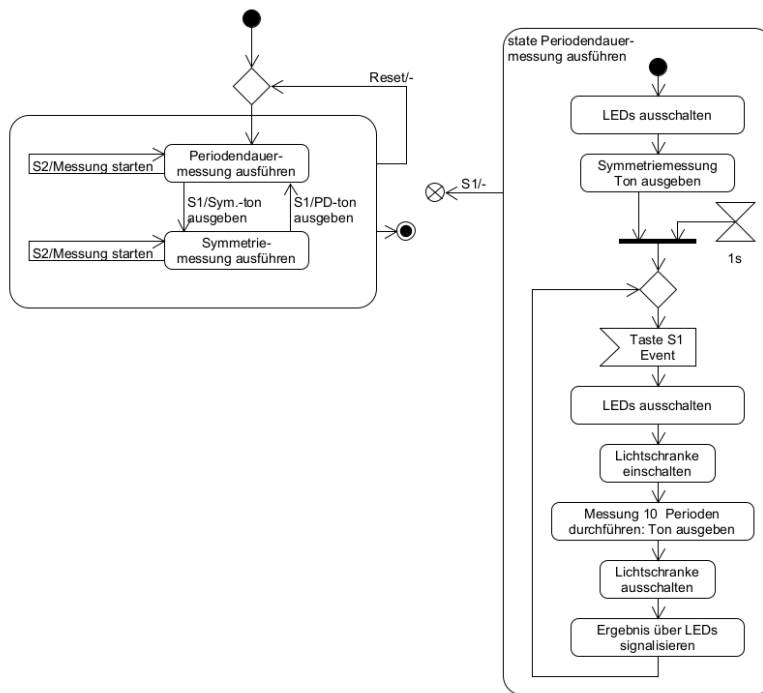 Reset/-
Periodendauer-
messung ausführen
S2/Messung starten
S1/Sym.-ton
ausgeben
S1/PD-ton
ausgeben
Symmetrie-
messung ausführen
S2/Messung starten
S1/-
state Periodendauer-
messung ausführen
LEDs ausschalten
Symmetriemessung
Ton ausgeben
1s
Taste S1
Event
LEDs ausschalten
Lichtschranke
einschalten
Messung 10 Perioden
durchführen: Ton ausgeben
Lichtschranke
ausschalten
Ergebnis über LEDs
signalisieren